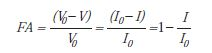 FA = (V₀−V)/V₀ = (I₀−I)/I₀ = 1− I/I₀